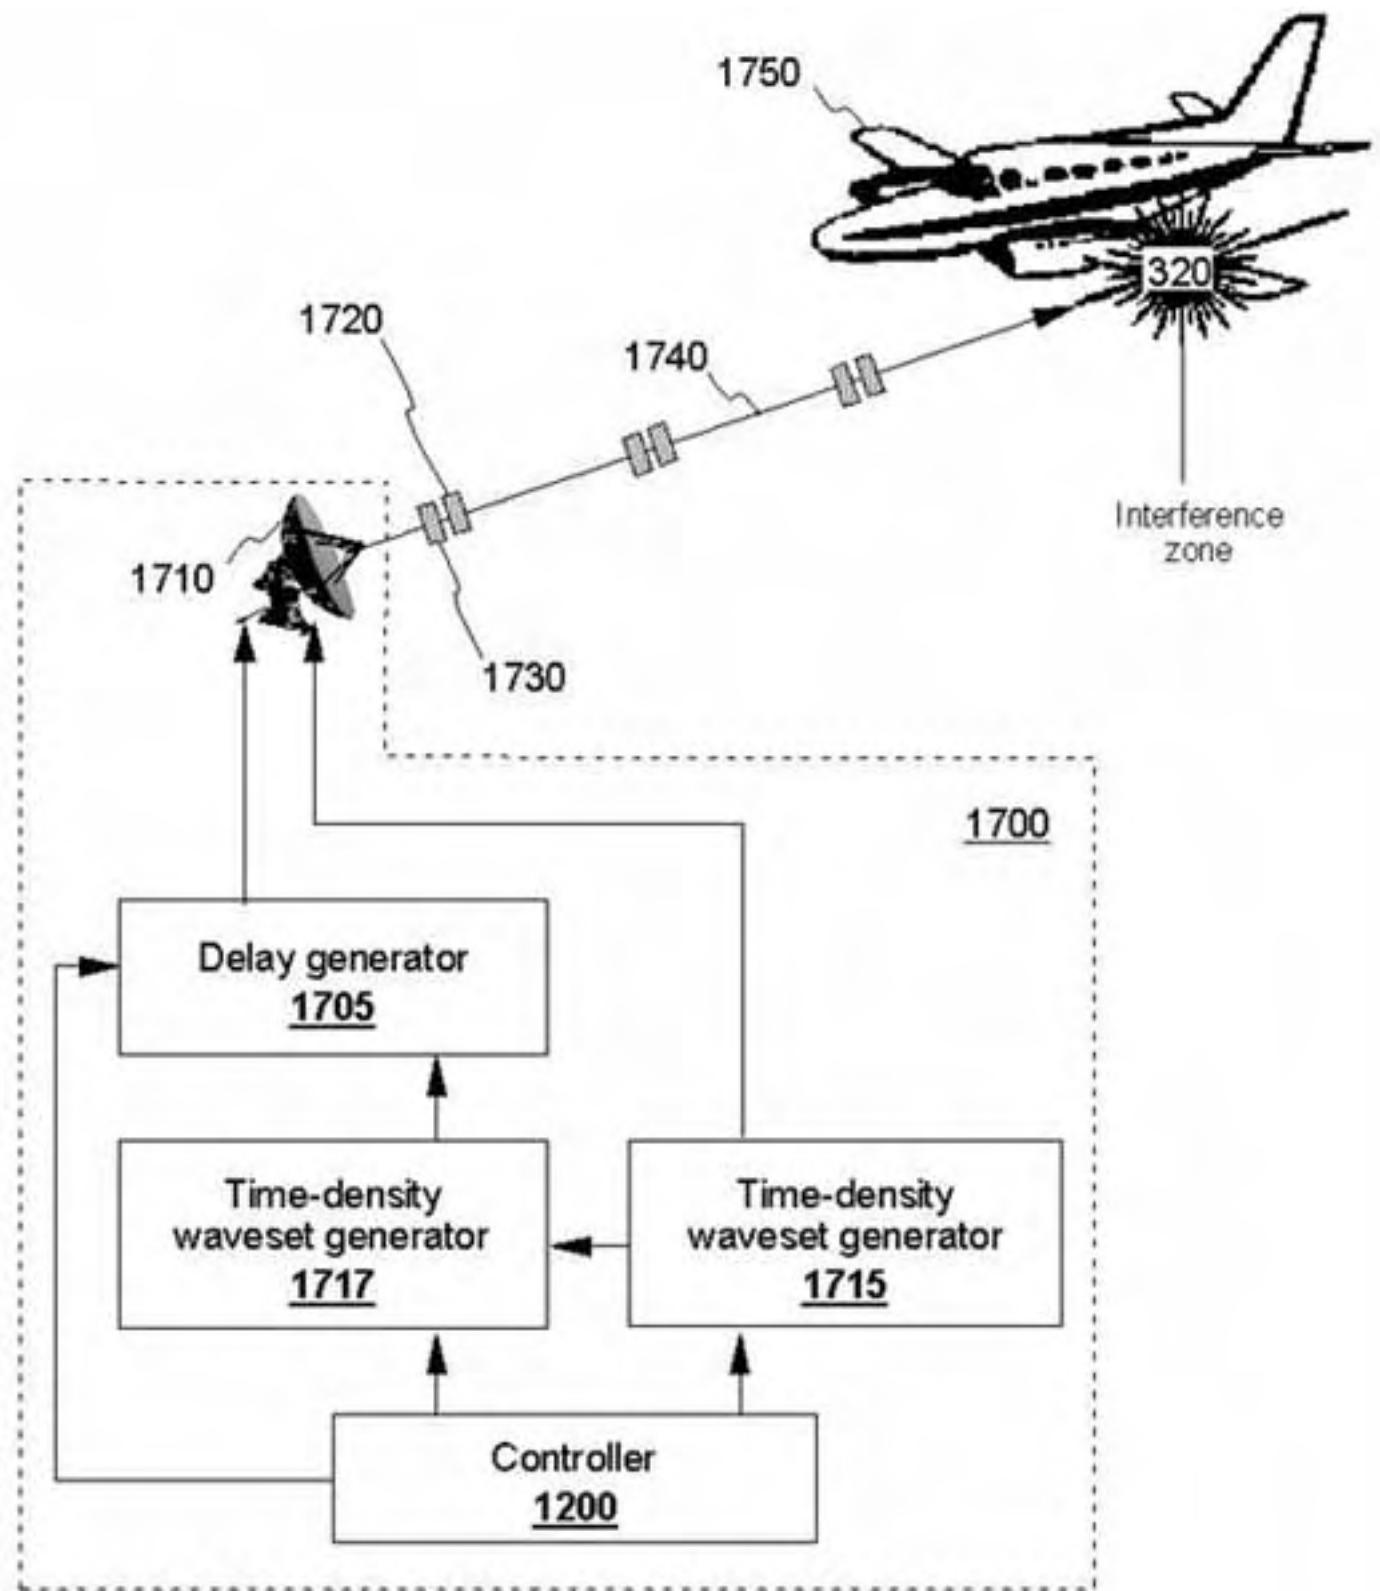 1750
320
1720
1740
Interference
zone
1710
1730
1700
Delay generator
1705
Time-density
waveset generator
1717
Time-density
waveset generator
1715
Controller
1200